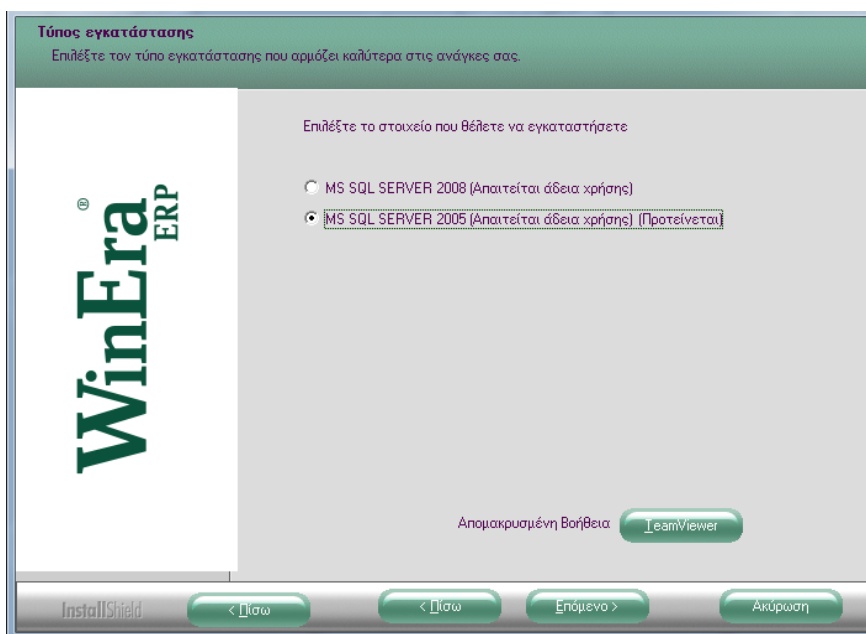 Τύπος εγκατάστασης
Επιλέξτε τον τύπο εγκατάστασης που αρμόζει καλύτερα στις ανάγκες σας.
Επιλέξτε το στοιχείο που θέλετε να εγκαταστήσετε
MS SQL SERVER 2008 (Απαιτείται άδεια χρήσης)
MS SQL SERVER 2005 (Απαιτείται άδεια χρήσης) (Προτείνεται)
WinEra®
ERP
Απομακρυσμένη Βοήθεια TeamViewer
InstallShield < Πίσω < Πίσω Επόμενο > Ακύρωση